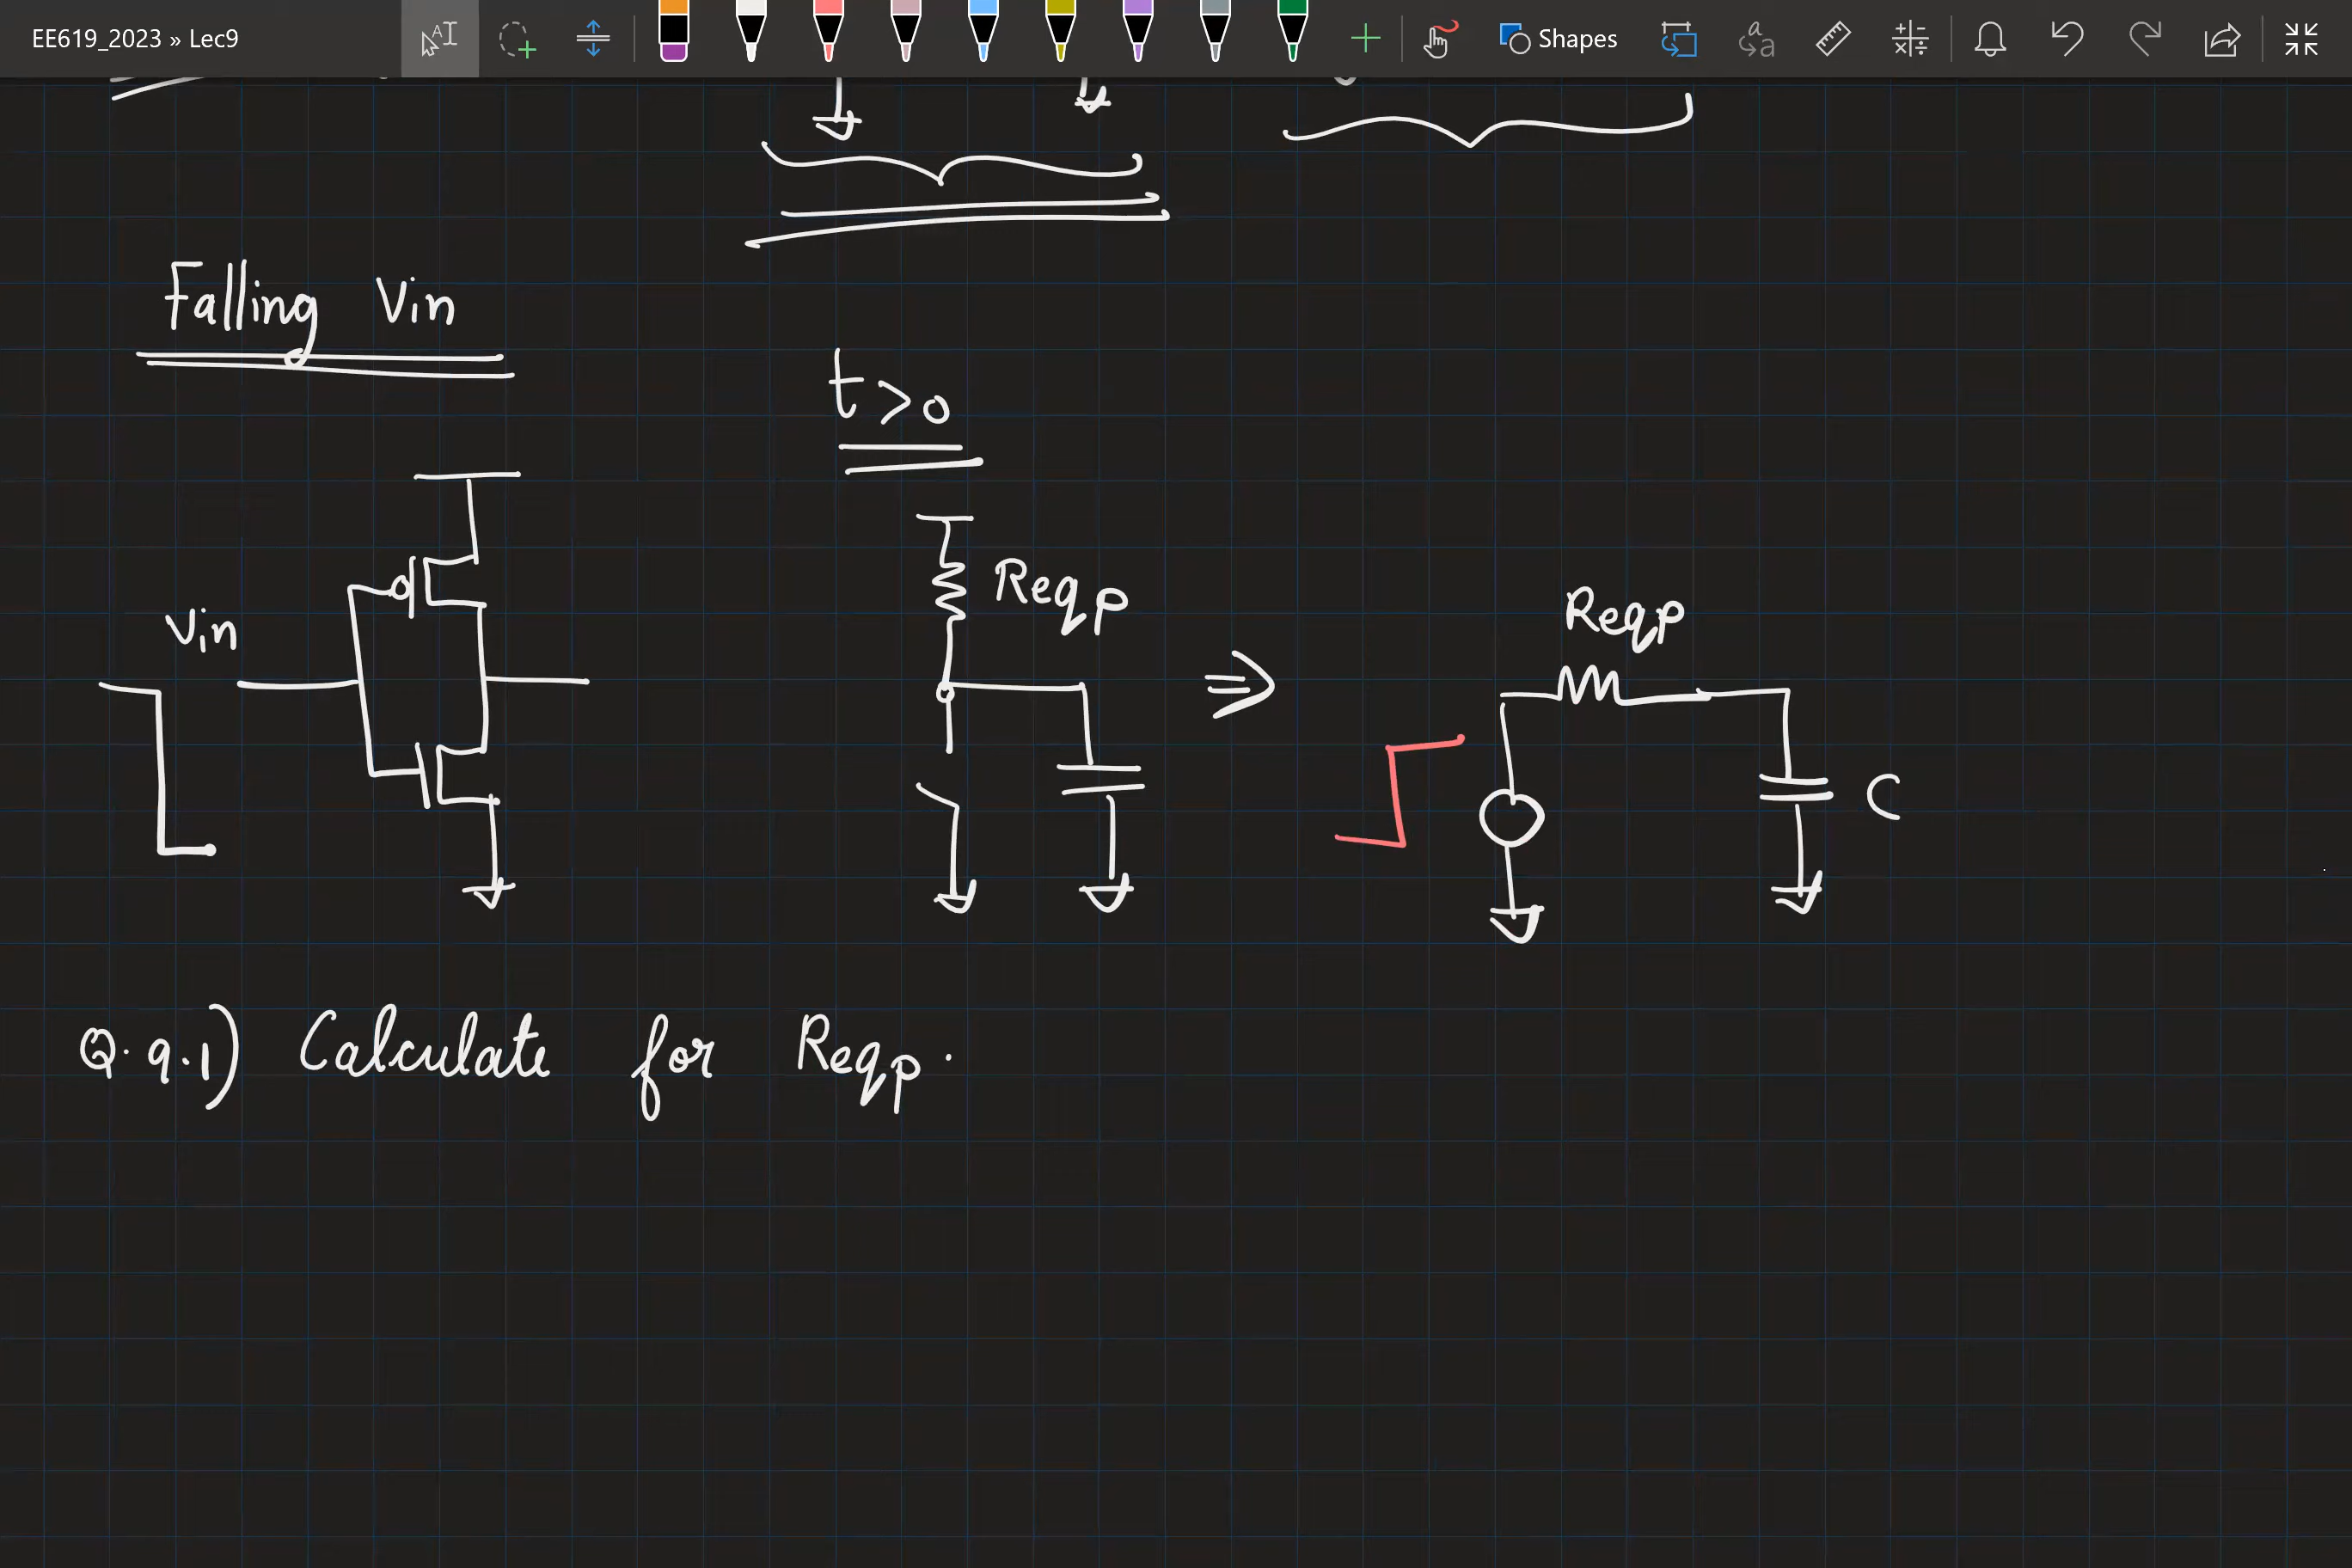 EE619_2023 » Lec9
Shapes
Falling Vin
t>0
Reqp
Reqp
Vin
C
Q.9.1) Calculate for Reqp.